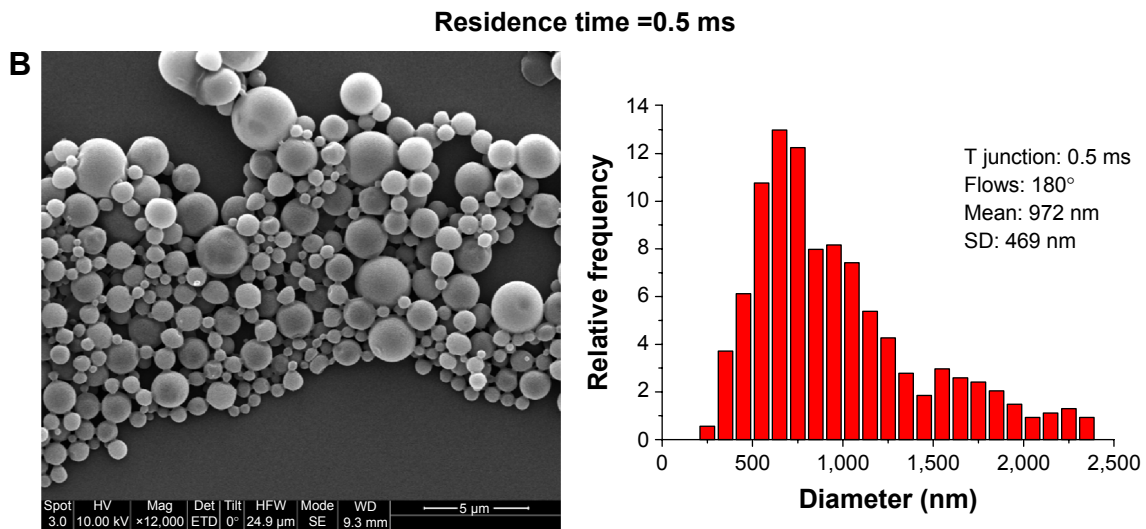 Residence time =0.5 ms
B
Spot HV Mag Det Tilt HFW Mode WD
3.0 10.00 kV ×12,000 ETD 0° 24.9 µm SE 9.3 mm
5 µm
Relative frequency
14
12
10
8
6
4
2
0
0 500 1,000 1,500 2,000 2,500
Diameter (nm)
T junction: 0.5 ms
Flows: 180°
Mean: 972 nm
SD: 469 nm